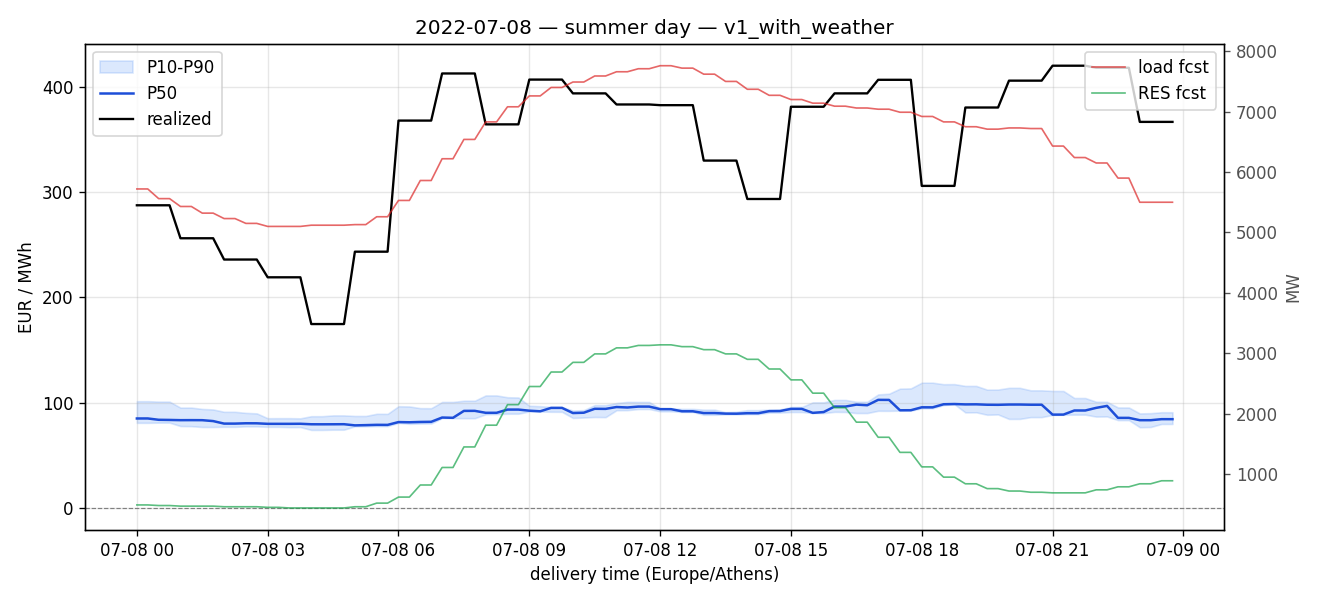 2022-07-08 — summer day — v1_with_weather
P10-P90
P50
realized
load fcst
RES fcst
EUR / MWh
400
300
200
100
0
8000
7000
6000
5000
4000
3000
2000
1000
MW
07-08 00
07-08 03
07-08 06
07-08 09
07-08 12
07-08 15
07-08 18
07-08 21
07-09 00
delivery time (Europe/Athens)